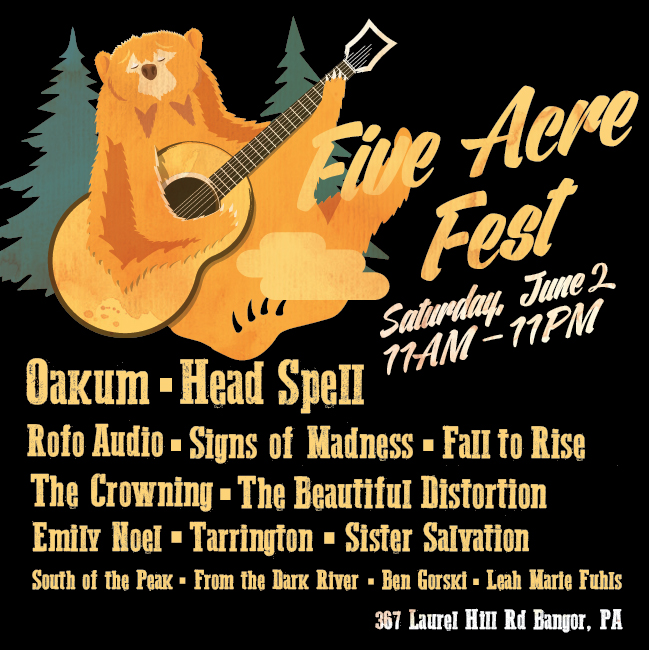 Five Acre
Fest
Saturday, June 2
11AM - 11PM
Oakum ▪ Head Spell
Rofo Audio ▪ Signs of Madness ▪ Fall to Rise
The Crowning ▪ The Beautiful Distortion
Emily Noel ▪ Tarrington ▪ Sister Salvation
South of the Peak ▪ From the Dark River ▪ Ben Gorski ▪ Leah Marie Fuhls
367 Laurel Hill Rd Bangor, PA